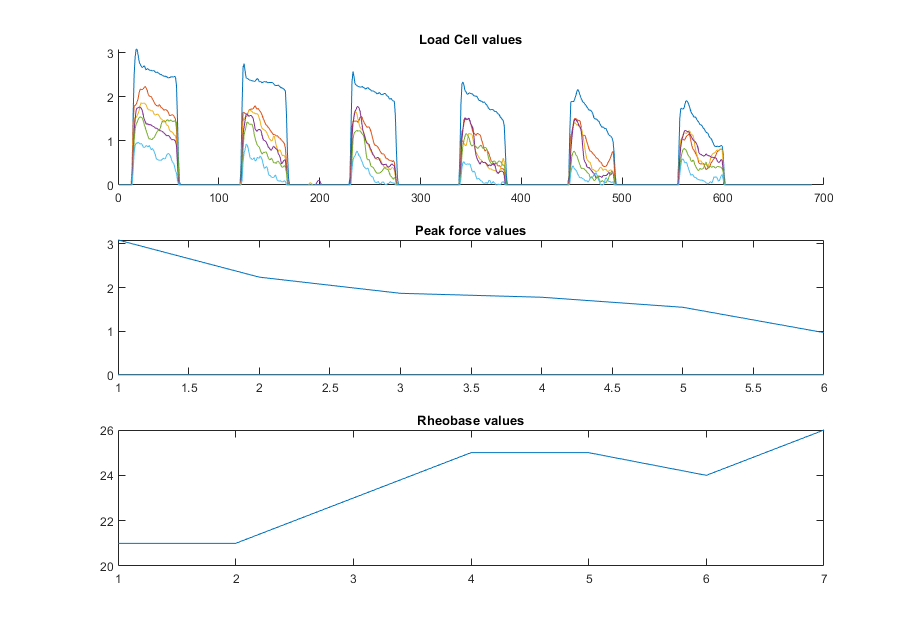 Load Cell values
3
2
1
0
0 100 200 300 400 500 600 700
Peak force values
3
2
1
0
1 1.5 2 2.5 3 3.5 4 4.5 5 5.5 6
Rheobase values
26
24
22
20
1 2 3 4 5 6 7